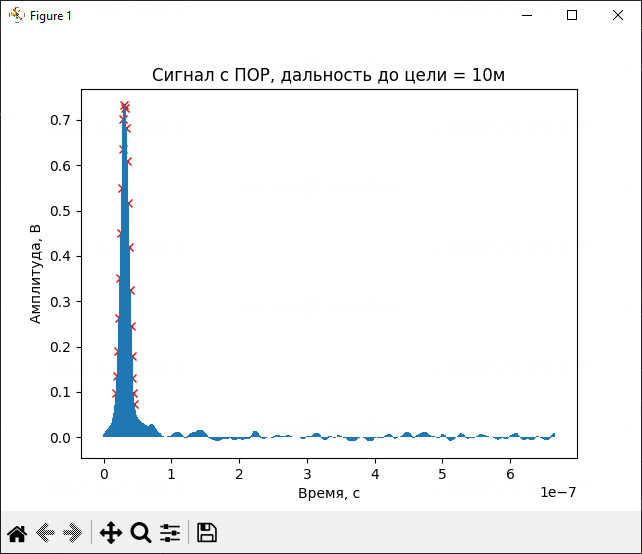 Figure 1
Сигнал с ПОР, дальность до цели = 10м
0.7
0.6
0.5
0.4
0.3
0.2
0.1
0.0
Амплитуда, В
0 1 2 3 4 5 6
Время, с
1e−7